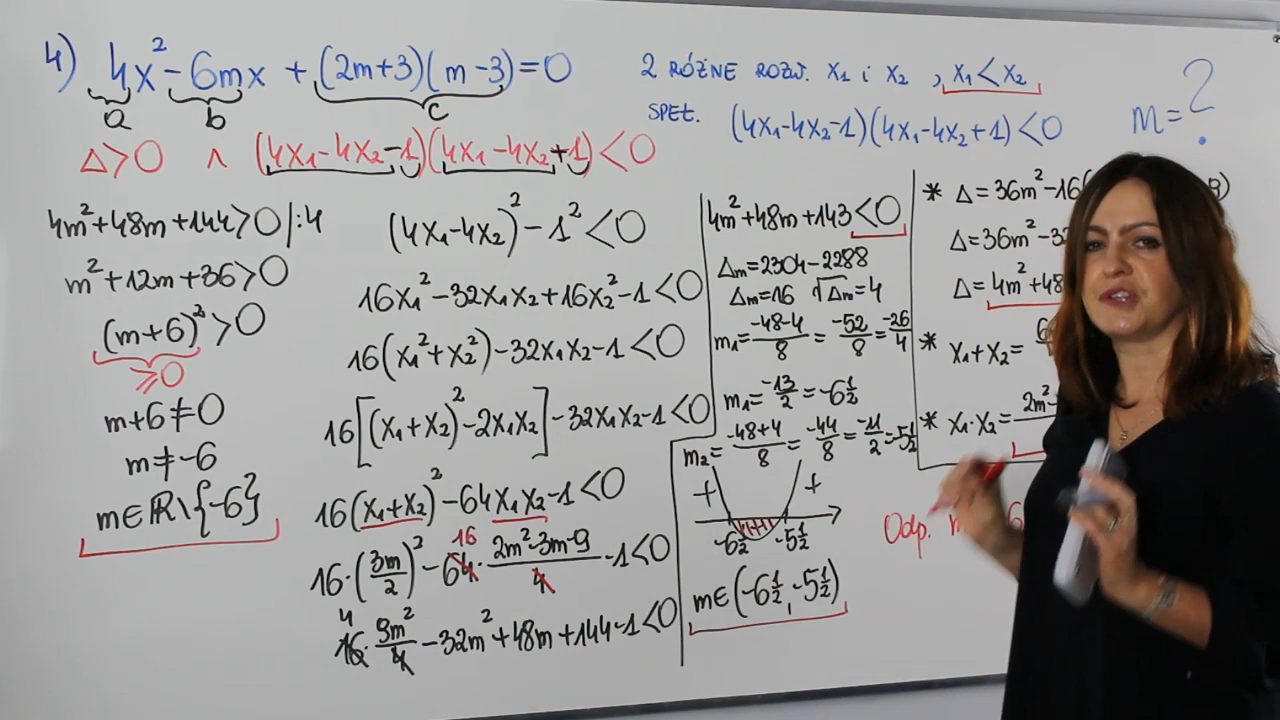 4) 4x² - 6mx + (2m+3)(m-3) = 0
a b c
2 RÓŻNE ROZW. x₁ i x₂ , x₁ < x₂
SPEŁ. (4x₁-4x₂-1)(4x₁-4x₂+1) < 0
m = ?
Δ>0 ∧ (4x₁-4x₂-1)(4x₁-4x₂+1) < 0
4m²+48m+144>0 |:4
m²+12m+36>0
(m+6)²>0
≥0
m+6≠0
m≠-6
m∈ℝ\{-6}
(4x₁-4x₂)²-1²<0
16x₁²-32x₁x₂+16x₂²-1<0
16(x₁²+x₂²)-32x₁x₂-1<0
16[(x₁+x₂)²-2x₁x₂]-32x₁x₂-1<0
16(x₁+x₂)²-64x₁x₂-1<0
16·(3m/2)²-64·(2m²-3m-9)/4-1<0
16
16·9m²/4-32m²+48m+144-1<0
4
4m²+48m+143<0
Δm=2304-2288
Δm=16 √Δm=4
m₁=(-48-4)/8=-52/8=-26/4
m₁=-13/2=-6½
m₂=(-48+4)/8=-44/8=-11/2=-5½
+ +
-6½ -5½
m∈(-6½, -5½)
* Δ=36m²-16(
Δ=36m²-3
Δ=4m²+48
* x₁+x₂=6
* x₁·x₂=2m²
Odp.